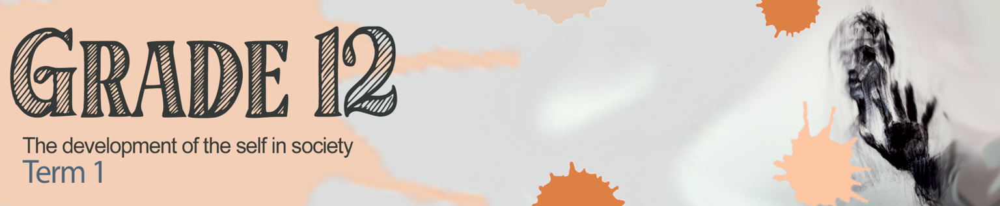 GRADE 12
The development of the self in society
Term 1